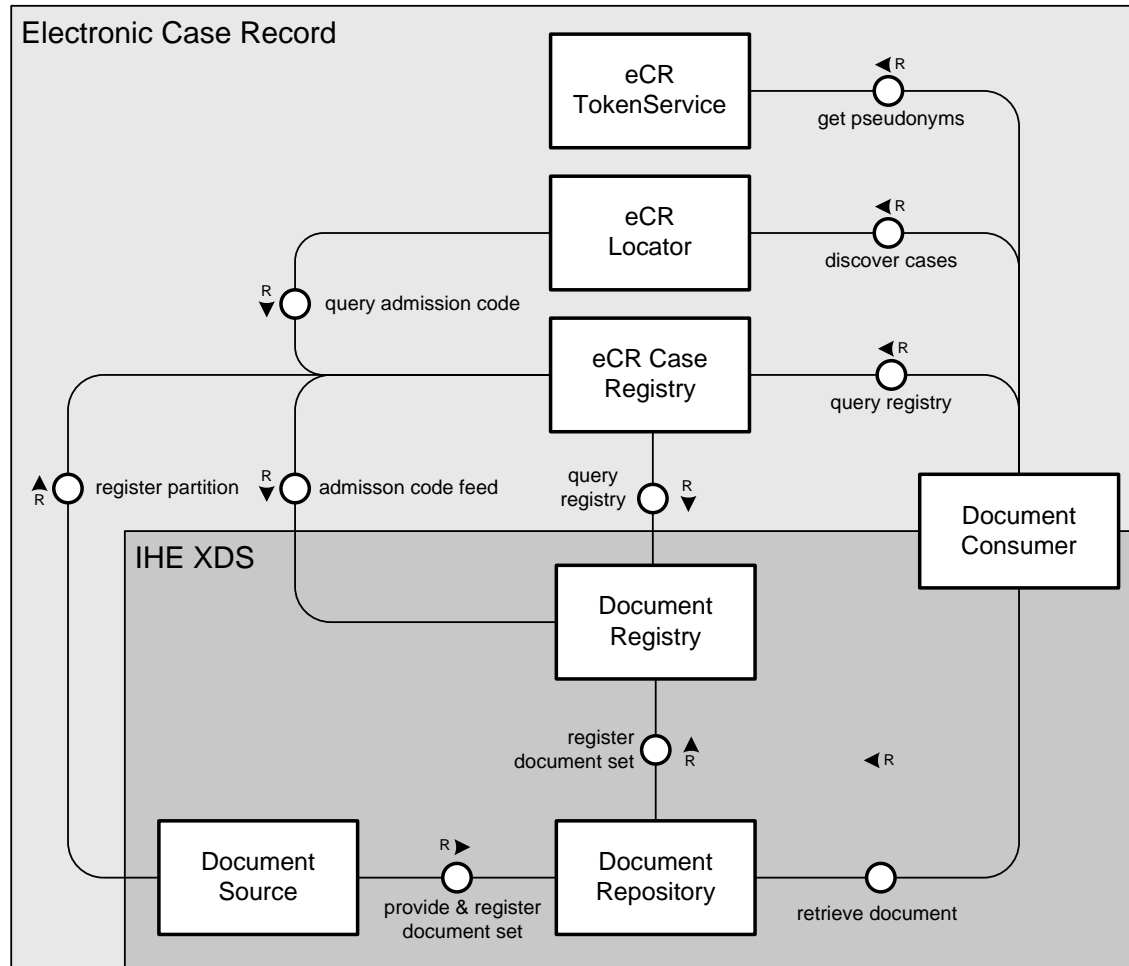 Electronic Case Record
eCR
TokenService
R
get pseudonyms
eCR
Locator
R
discover cases
R
query admission code
eCR Case
Registry
R
query registry
R
register partition
R
admisson code feed
query
registry
R
Document
Consumer
IHE XDS
Document
Registry
register
document set
R
R
Document
Source
R
provide & register
document set
Document
Repository
retrieve document